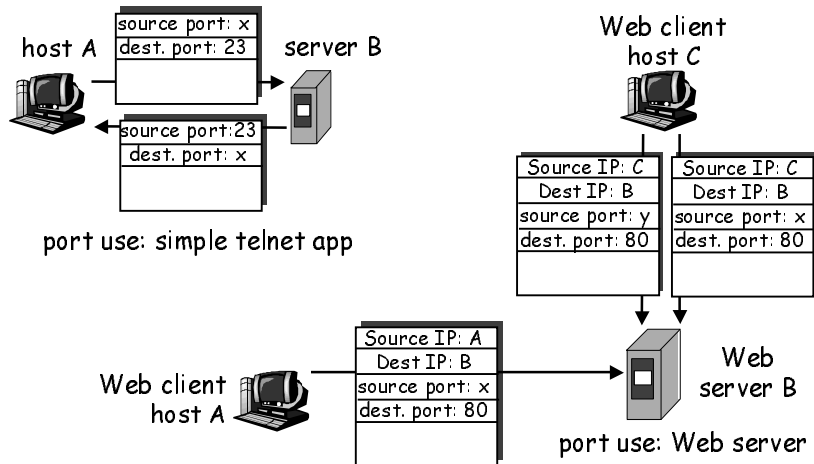 source port: x
dest. port: 23
host A
server B
source port:23
dest. port: x
port use: simple telnet app
Web client
host C
Source IP: C
Dest IP: B
source port: y
dest. port: 80
Source IP: C
Dest IP: B
source port: x
dest. port: 80
Source IP: A
Dest IP: B
source port: x
dest. port: 80
Web client
host A
Web
server B
port use: Web server